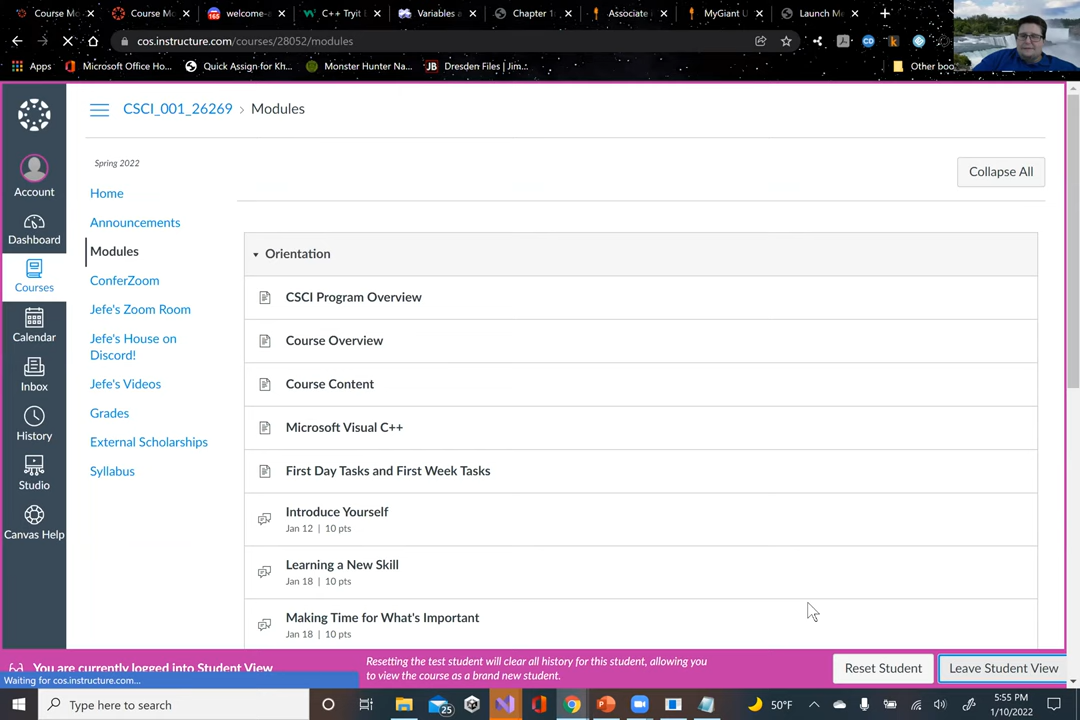 Course Mo
Course Mo
welcome-
C++ Tryit E
Variables a
Chapter 1
Associate
MyGiant U
Launch Me
cos.instructure.com/courses/28052/modules
Apps
Microsoft Office Ho...
Quick Assign for Kh...
Monster Hunter Na...
JB Dresden Files | Jim...
Other boo
CSCI_001_26269 > Modules
Spring 2022
Collapse All
Account
Dashboard
Courses
Calendar
Inbox
25
History
Studio
Canvas Help
Home
Announcements
Modules
ConferZoom
Jefe's Zoom Room
Jefe's House on
Discord!
Jefe's Videos
Grades
External Scholarships
Syllabus
Orientation
CSCI Program Overview
Course Overview
Course Content
Microsoft Visual C++
First Day Tasks and First Week Tasks
Introduce Yourself
Jan 12 | 10 pts
Learning a New Skill
Jan 18 | 10 pts
Making Time for What's Important
Jan 18 | 10 pts
You are currently logged into Student View
Resetting the test student will clear all history for this student, allowing you
to view the course as a brand new student.
Reset Student
Leave Student View
Waiting for cos.instructure.com...
Type here to search
50°F
5:55 PM
1/10/2022